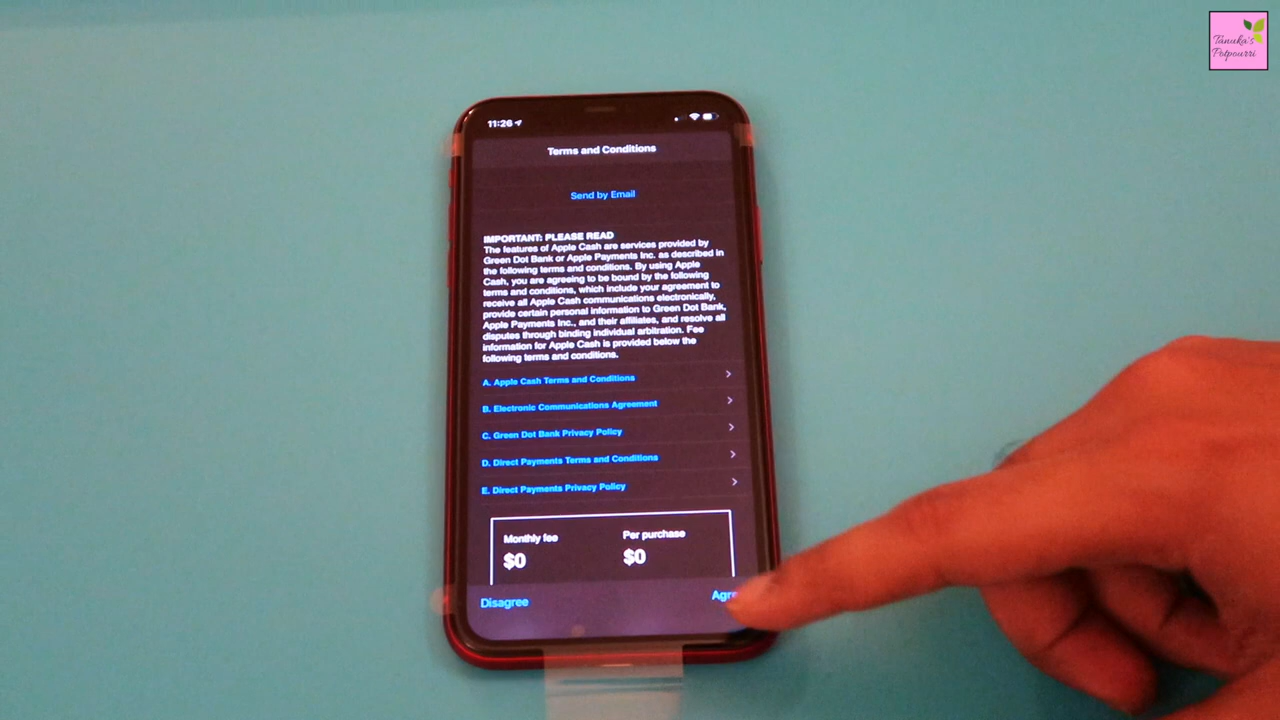 Tanuka's
Potpourri
11:26
Terms and Conditions
Send by Email
IMPORTANT: PLEASE READ
The features of Apple Cash are services provided by
Green Dot Bank or Apple Payments Inc. as described in
the following terms and conditions. By using Apple
Cash, you are agreeing to be bound by the following
terms and conditions, which include your agreement to
receive all Apple Cash communications electronically,
provide certain personal information to Green Dot Bank,
Apple Payments Inc., and their affiliates, and resolve all
disputes through binding individual arbitration. Fee
information for Apple Cash is provided below the
following terms and conditions.
A. Apple Cash Terms and Conditions
B. Electronic Communications Agreement
C. Green Dot Bank Privacy Policy
D. Direct Payments Terms and Conditions
E. Direct Payments Privacy Policy
Monthly fee Per purchase
$0 $0
Disagree Agre